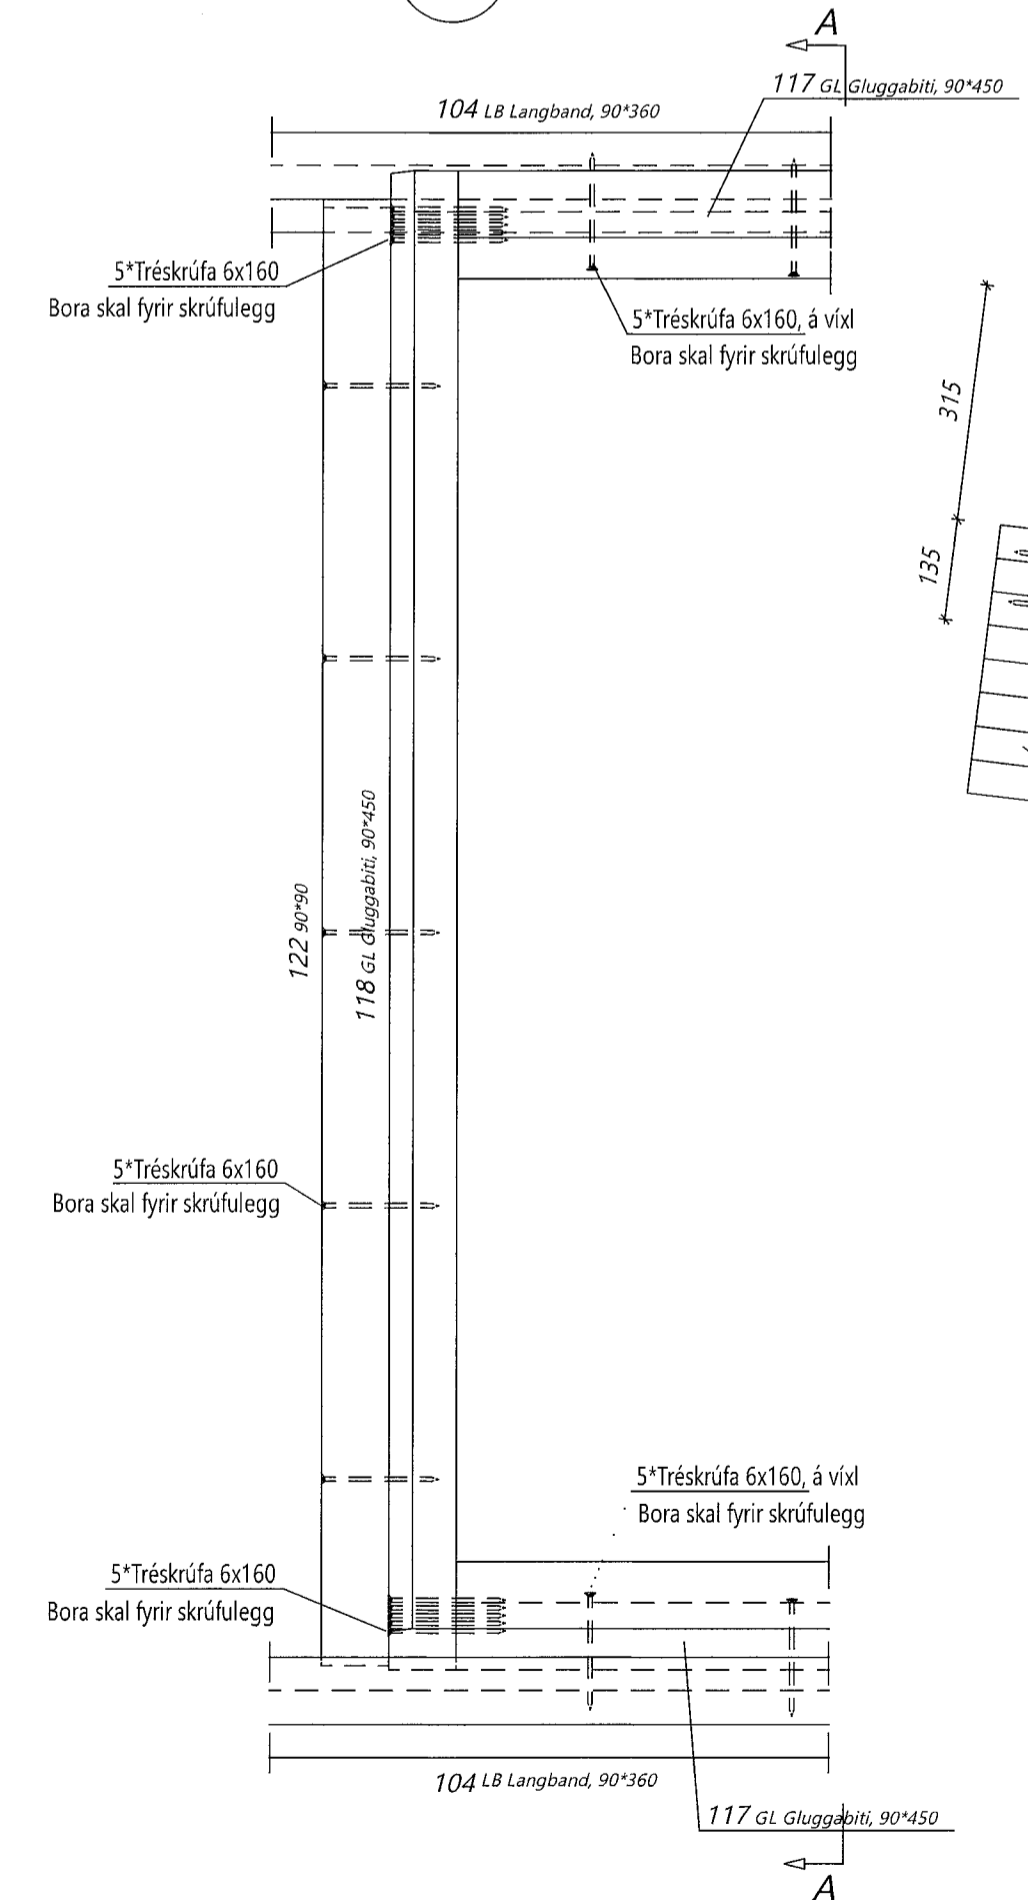 A
117 GL Gluggabiti, 90*450
104 LB Langband, 90*360
5*Tréskrúfa 6x160
Bora skal fyrir skrúfulegg
5*Tréskrúfa 6x160, á víxl
Bora skal fyrir skrúfulegg
315
135
118 GL Gluggabiti, 90*450
122 90*90
5*Tréskrúfa 6x160
Bora skal fyrir skrúfulegg
5*Tréskrúfa 6x160, á víxl
Bora skal fyrir skrúfulegg
5*Tréskrúfa 6x160
Bora skal fyrir skrúfulegg
104 LB Langband, 90*360
117 GL Gluggabiti, 90*450
A